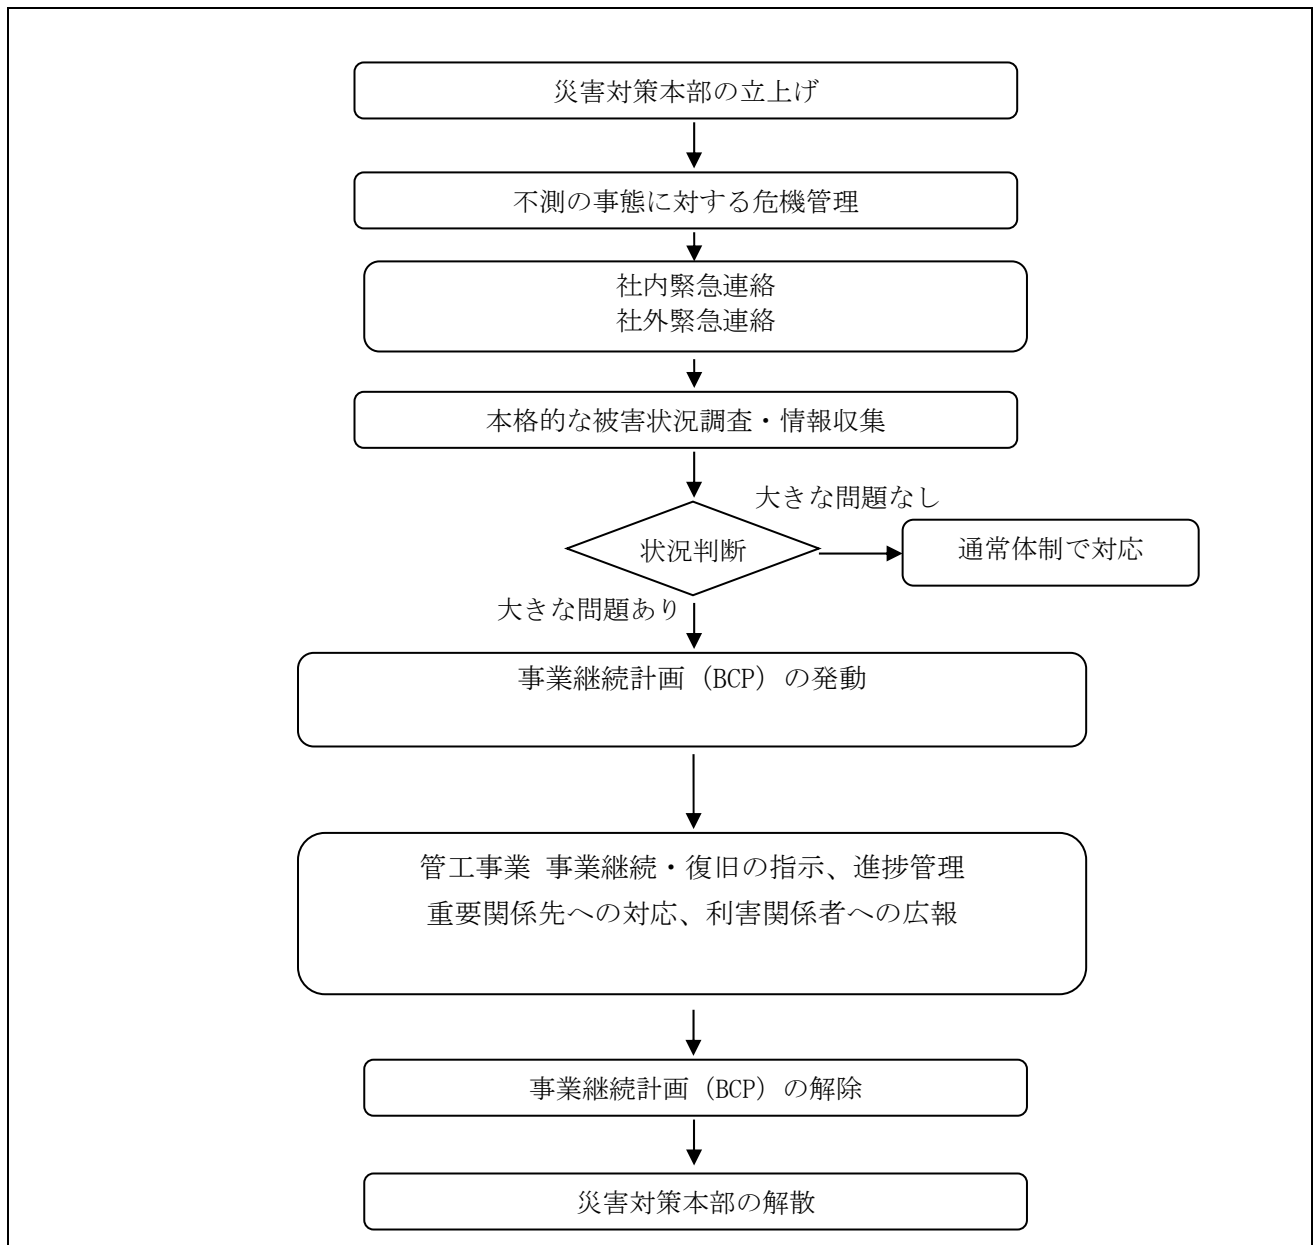 災害対策本部の立上げ
不測の事態に対する危機管理
社内緊急連絡
社外緊急連絡
本格的な被害状況調査・情報収集
大きな問題なし
状況判断
通常体制で対応
大きな問題あり
事業継続計画（BCP）の発動
管工事業 事業継続・復旧の指示、進捗管理
重要関係先への対応、利害関係者への広報
事業継続計画（BCP）の解除
災害対策本部の解散